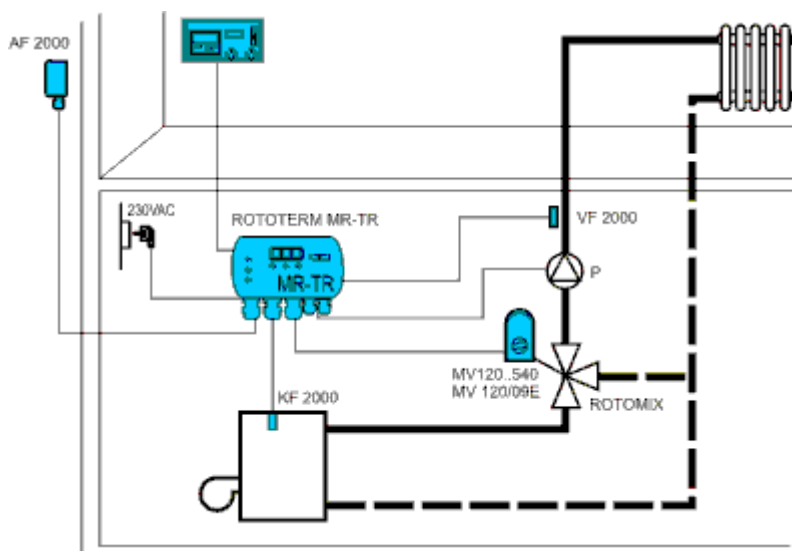 AF 2000
230VAC
ROTOTERM MR-TR
VF 2000
MR-TR
P
MV120..540
MV 120/09E
KF 2000
ROTOMIX